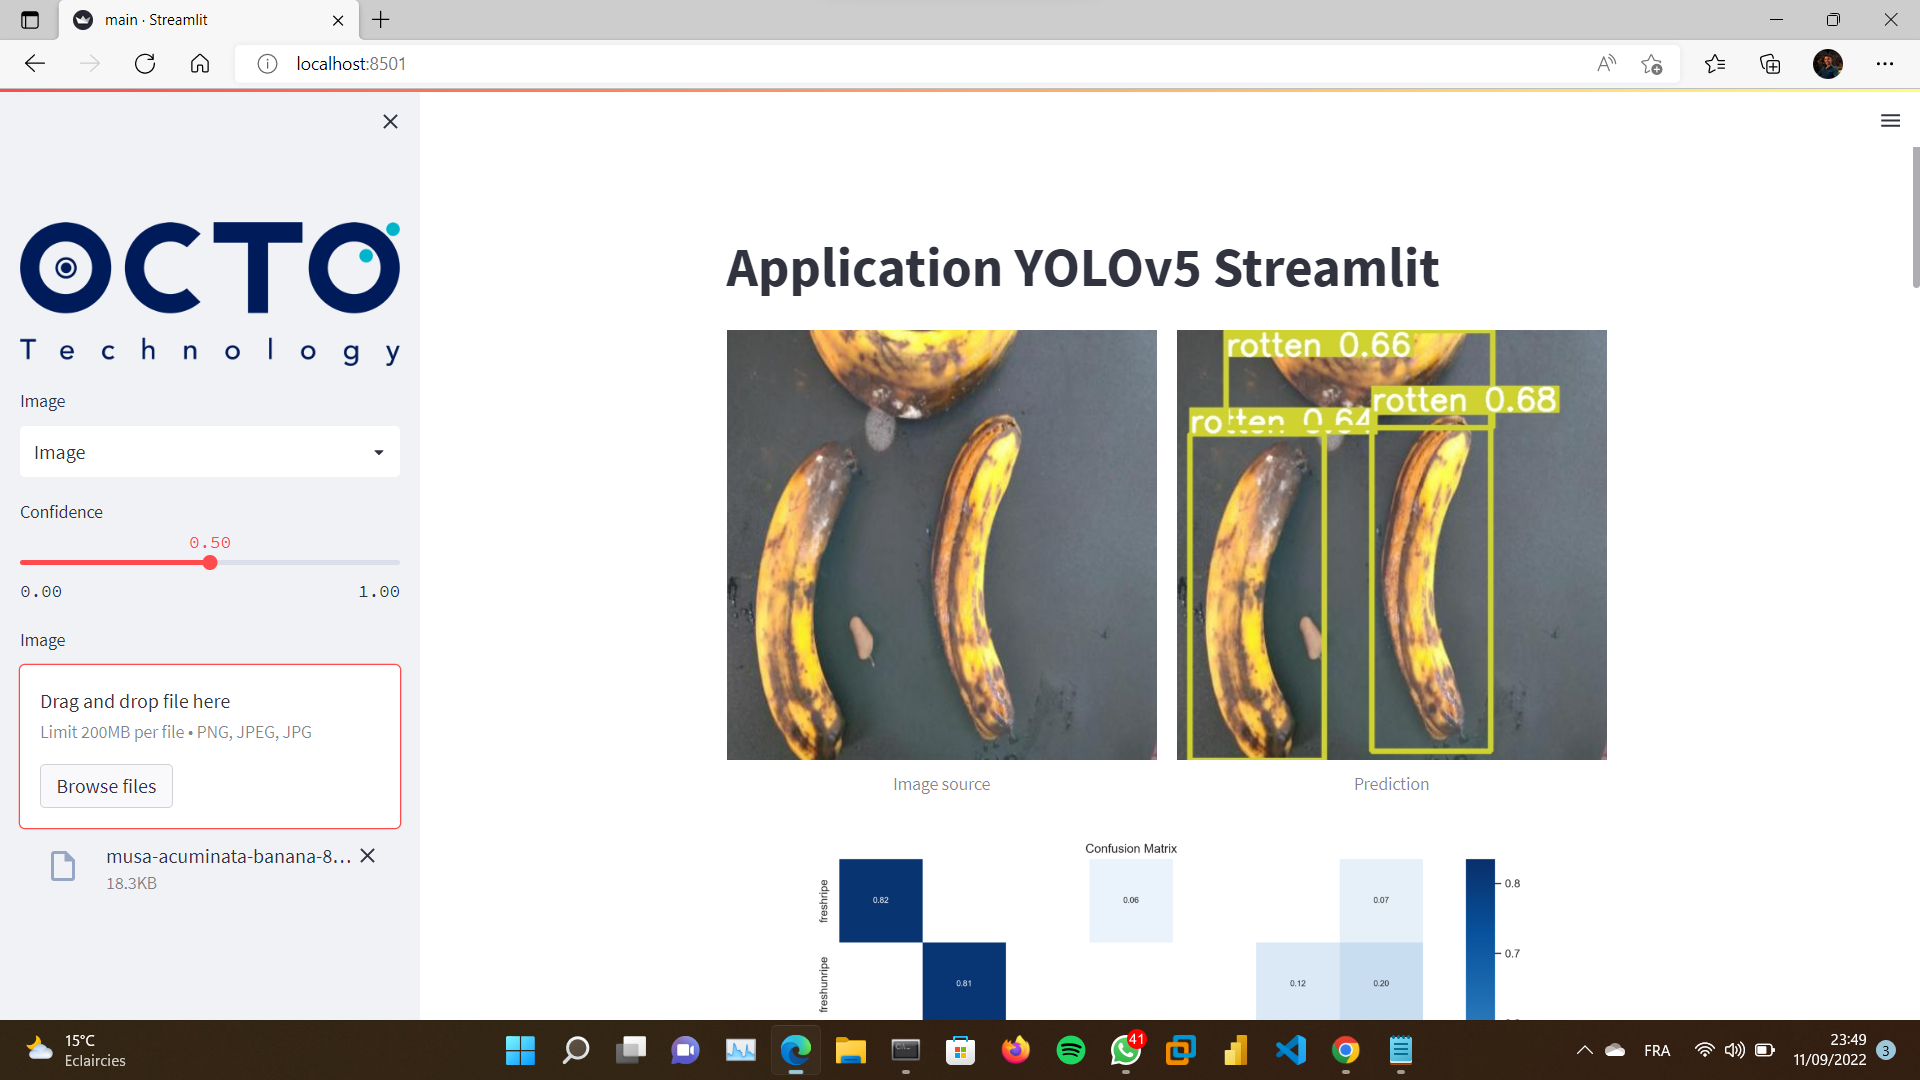 main · Streamlit
localhost:8501
OCTO
Technology
Image
Image
Confidence
0.50
0.00 1.00
Image
Drag and drop file here
Limit 200MB per file • PNG, JPEG, JPG
Browse files
musa-acuminata-banana-8...
18.3KB
Application YOLOv5 Streamlit
rotten 0.66
rotten 0.68
rotten 0.64
Image source
Prediction
Confusion Matrix
freshripe
0.82
0.06
0.07
0.8
freshunripe
0.81
0.12
0.20
0.7
15°C
Eclaircies
41
FRA
23:49
11/09/2022
3